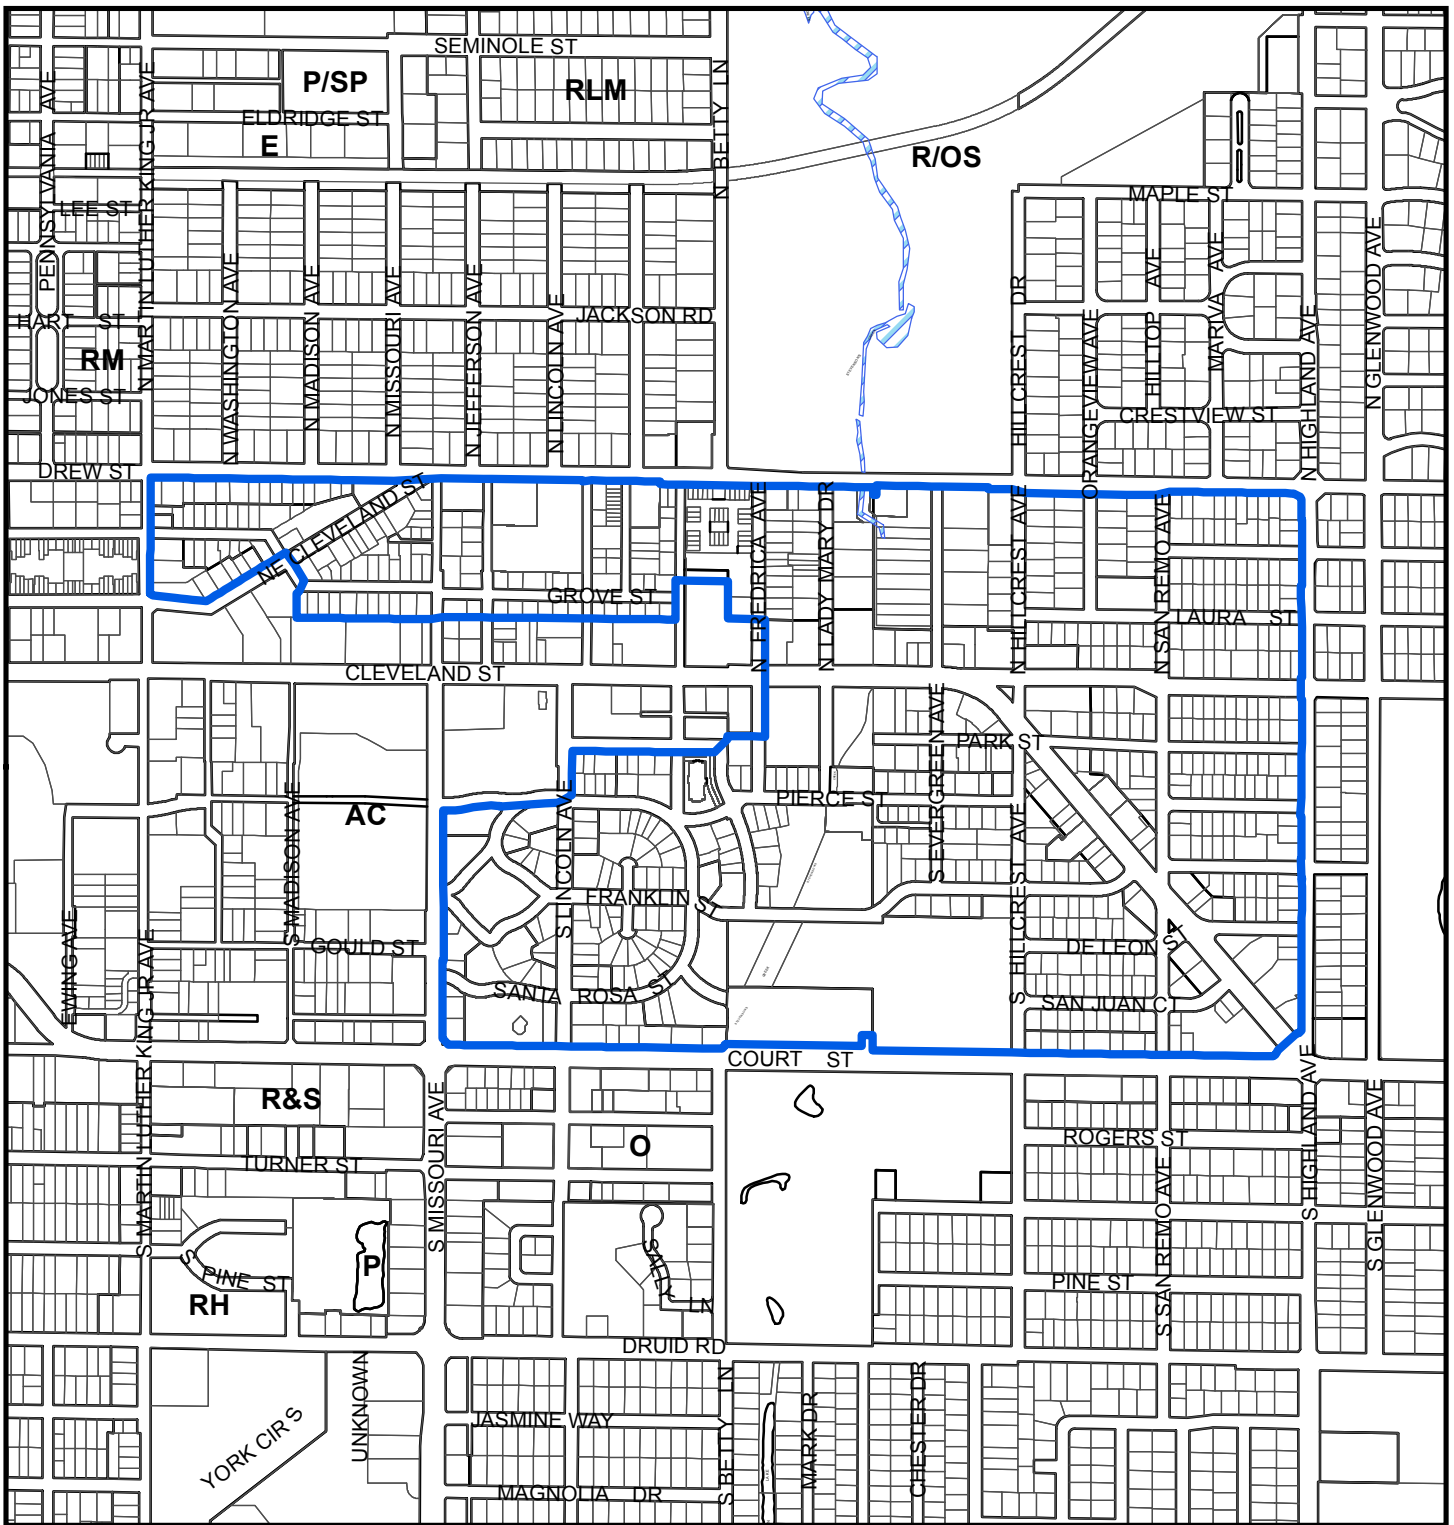 SEMINOLE ST
P/SP
RLM
ELDRIDGE ST
E
N BETTY LN
PENNSYLVANIA AVE
N MARTIN LUTHER KING JR AVE
R/OS
LEE ST
MAPLE ST
N WASHINGTON AVE
N MADISON AVE
N MISSOURI AVE
N JEFFERSON AVE
N LINCOLN AVE
HILLCREST DR
ORANGEVIEW AVE
HILLTOP AVE
MARIVA AVE
N HIGHLAND AVE
N GLENWOOD AVE
HART ST
JACKSON RD
RM
JONES ST
CRESTVIEW ST
DREW ST
NE CLEVELAND ST
N FREDRICA AVE
N LADY MARY DR
N HILLCREST AVE
N SAN REMO AVE
GROVE ST
LAURA ST
CLEVELAND ST
S EVERGREEN AVE
PARK ST
PIERCE ST
AC
S MADISON AVE
S LINCOLN AVE
S HILLCREST AVE
FRANKLIN ST
EWING AVE
S MARTIN LUTHER KING JR AVE
GOULD ST
DE LEON ST
SANTA ROSA ST
SAN JUAN CT
COURT ST
R&S
S MISSOURI AVE
O
ROGERS ST
S HIGHLAND AVE
S GLENWOOD AVE
TURNER ST
S SAN REMO AVE
S PINE ST
P
SALLY LN
PINE ST
RH
DRUID RD
UNKNOWN
YORK CIR S
JASMINE WAY
S BETTY LN
MARK DR
CHESTER DR
MAGNOLIA DR